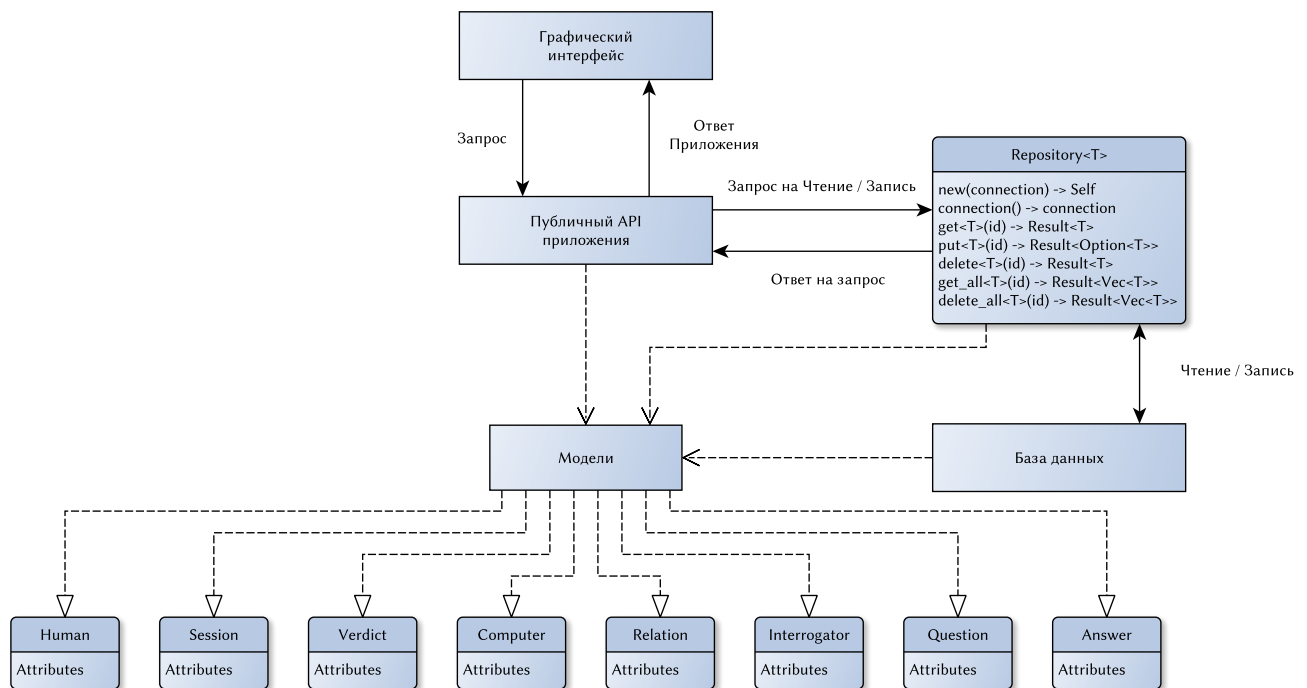 Графический
интерфейс
Запрос
Ответ
Приложения
Публичный API
приложения
Запрос на Чтение / Запись
Ответ на запрос
Repository<T>
new(connection) -> Self
connection() -> connection
get<T>(id) -> Result<T>
put<T>(id) -> Result<Option<T>>
delete<T>(id) -> Result<T>
get_all<T>(id) -> Result<Vec<T>>
delete_all<T>(id) -> Result<Vec<T>>
Чтение / Запись
Модели
База данных
Human
Attributes
Session
Attributes
Verdict
Attributes
Computer
Attributes
Relation
Attributes
Interrogator
Attributes
Question
Attributes
Answer
Attributes